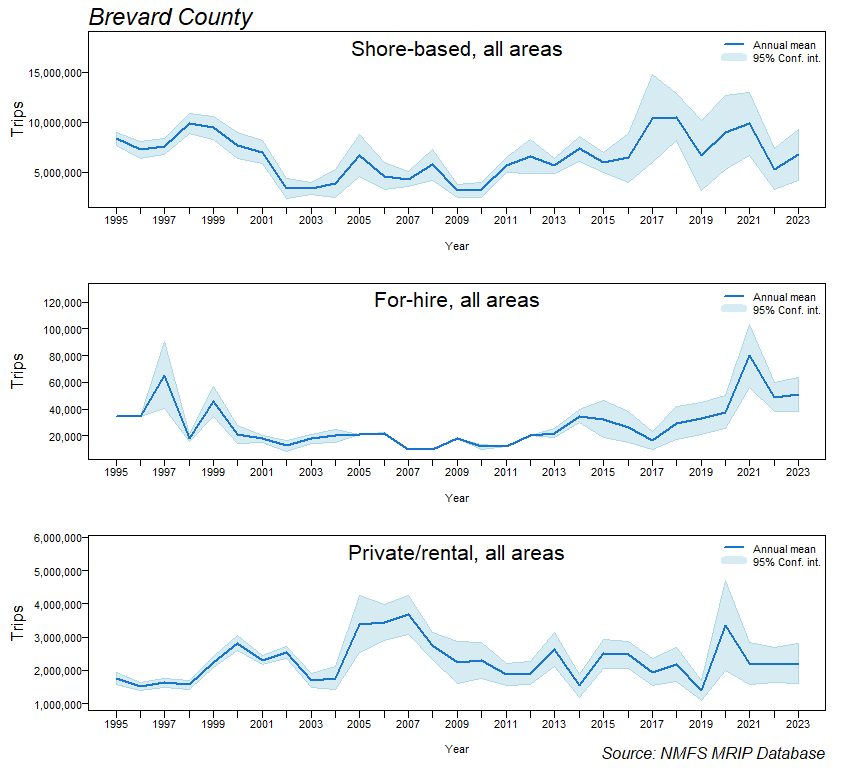 Brevard County
Shore-based, all areas
Annual mean
95% Conf. int.
Trips
15,000,000
10,000,000
5,000,000
1995 1997 1999 2001 2003 2005 2007 2009 2011 2013 2015 2017 2019 2021 2023
Year
For-hire, all areas
Annual mean
95% Conf. int.
Trips
120,000
100,000
80,000
60,000
40,000
20,000
1995 1997 1999 2001 2003 2005 2007 2009 2011 2013 2015 2017 2019 2021 2023
Year
Private/rental, all areas
Annual mean
95% Conf. int.
Trips
6,000,000
5,000,000
4,000,000
3,000,000
2,000,000
1,000,000
1995 1997 1999 2001 2003 2005 2007 2009 2011 2013 2015 2017 2019 2021 2023
Year
Source: NMFS MRIP Database